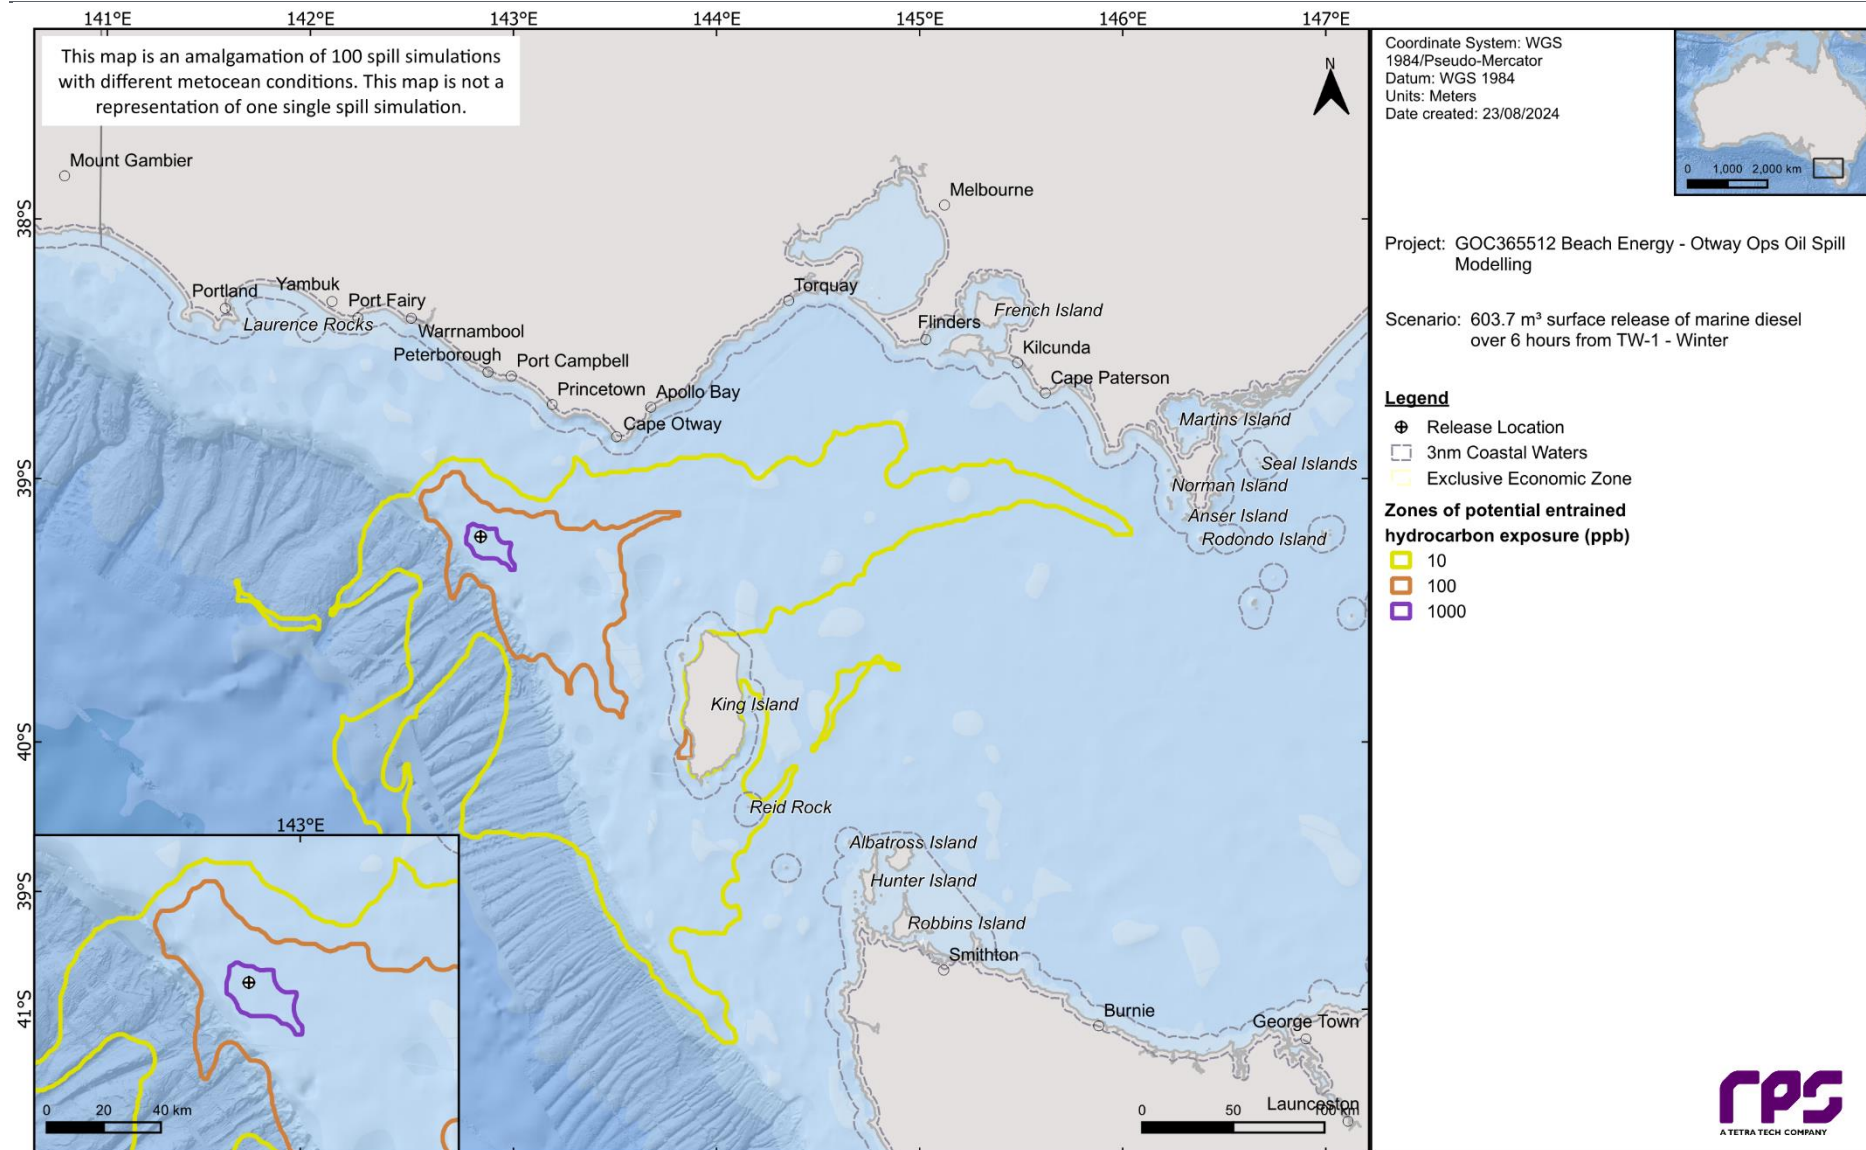 141°E
142°E
143°E
144°E
145°E
146°E
147°E
This map is an amalgamation of 100 spill simulations
with different metocean conditions. This map is not a
representation of one single spill simulation.
N
Mount Gambier
Melbourne
38°S
Portland
Yambuk
Port Fairy
Laurence Rocks
Warrnambool
Peterborough
Port Campbell
Princetown
Apollo Bay
Cape Otway
Torquay
French Island
Flinders
Kilcunda
Cape Paterson
Martins Island
39°S
Seal Islands
Norman Island
Anser Island
Rodondo Island
King Island
40°S
Reid Rock
Albatross Island
Hunter Island
Robbins Island
Smithton
41°S
Burnie
George Town
Launceston
0 50 100 km
143°E
39°S
0 20 40 km
Coordinate System: WGS
1984/Pseudo-Mercator
Datum: WGS 1984
Units: Meters
Date created: 23/08/2024
0 1,000 2,000 km
Project: GOC365512 Beach Energy - Otway Ops Oil Spill
Modelling
Scenario: 603.7 m³ surface release of marine diesel
over 6 hours from TW-1 - Winter
Legend
Release Location
3nm Coastal Waters
Exclusive Economic Zone
Zones of potential entrained
hydrocarbon exposure (ppb)
10
100
1000
rps
A TETRA TECH COMPANY